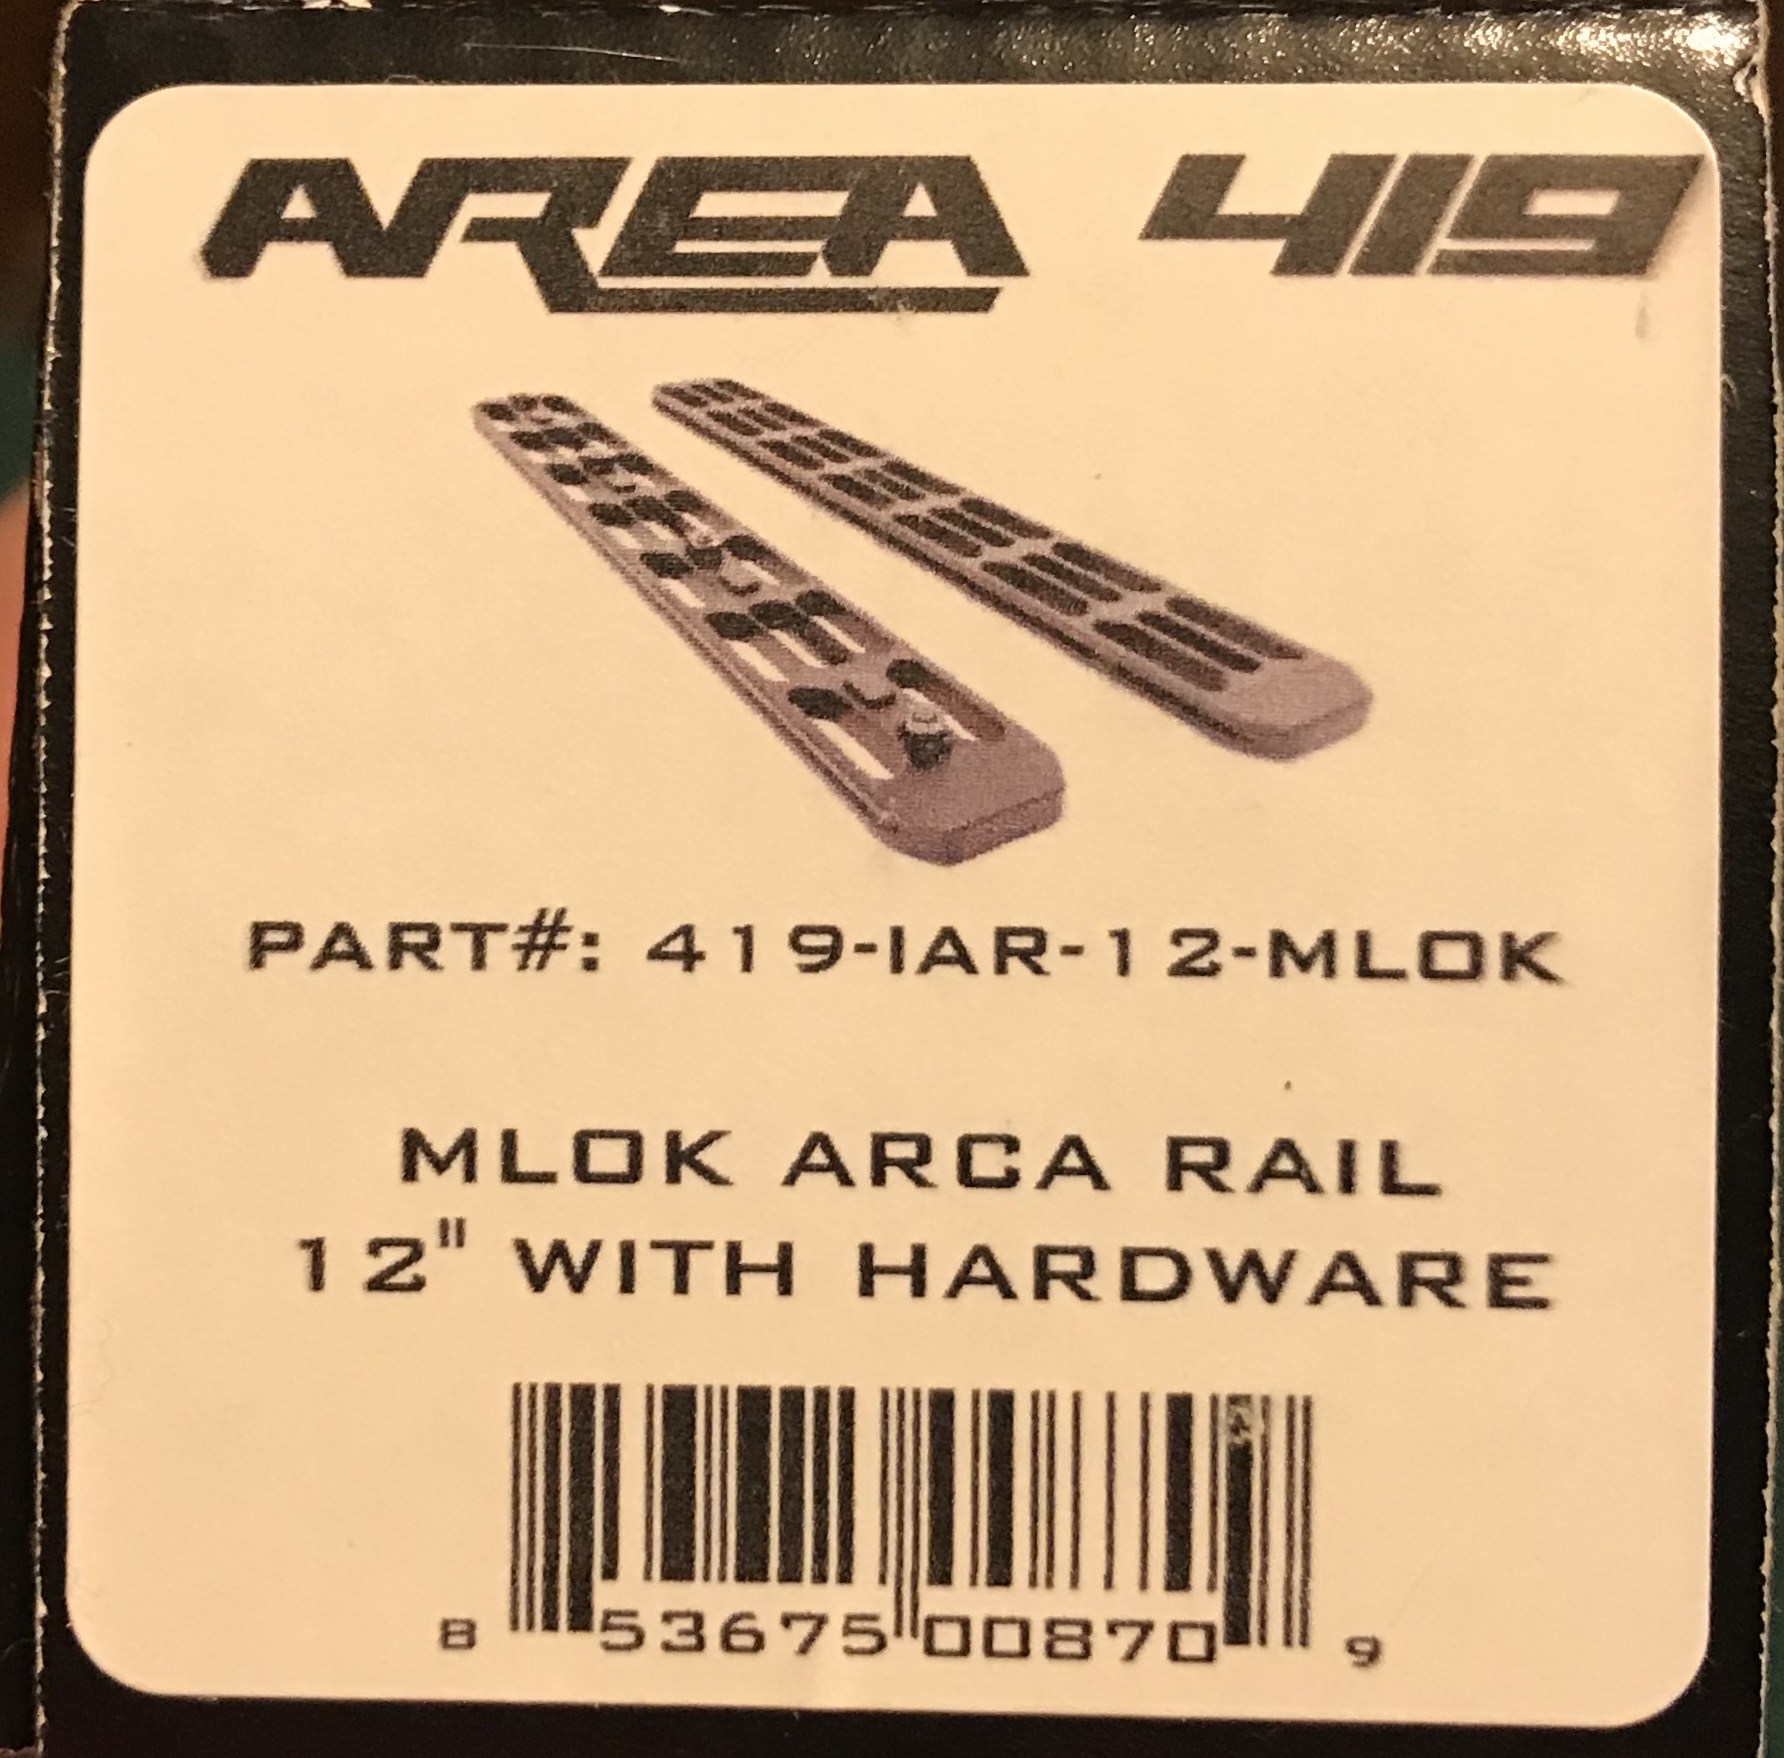 AREA 419
PART#: 419-IAR-12-MLOK
MLOK ARCA RAIL
12" WITH HARDWARE
8 53675 00870 9